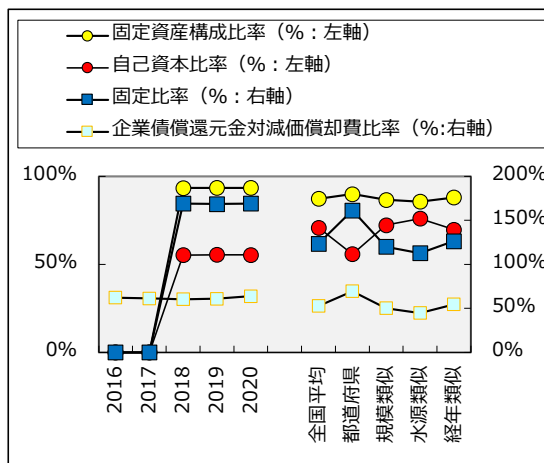 固定資産構成比率（%：左軸）
自己資本比率（%：左軸）
固定比率（%：右軸）
企業債償還元金対減価償却費比率（%:右軸）
100%
50%
0%
200%
150%
100%
50%
0%
2016
2017
2018
2019
2020
全国平均
都道府県
規模類似
水源類似
経年類似